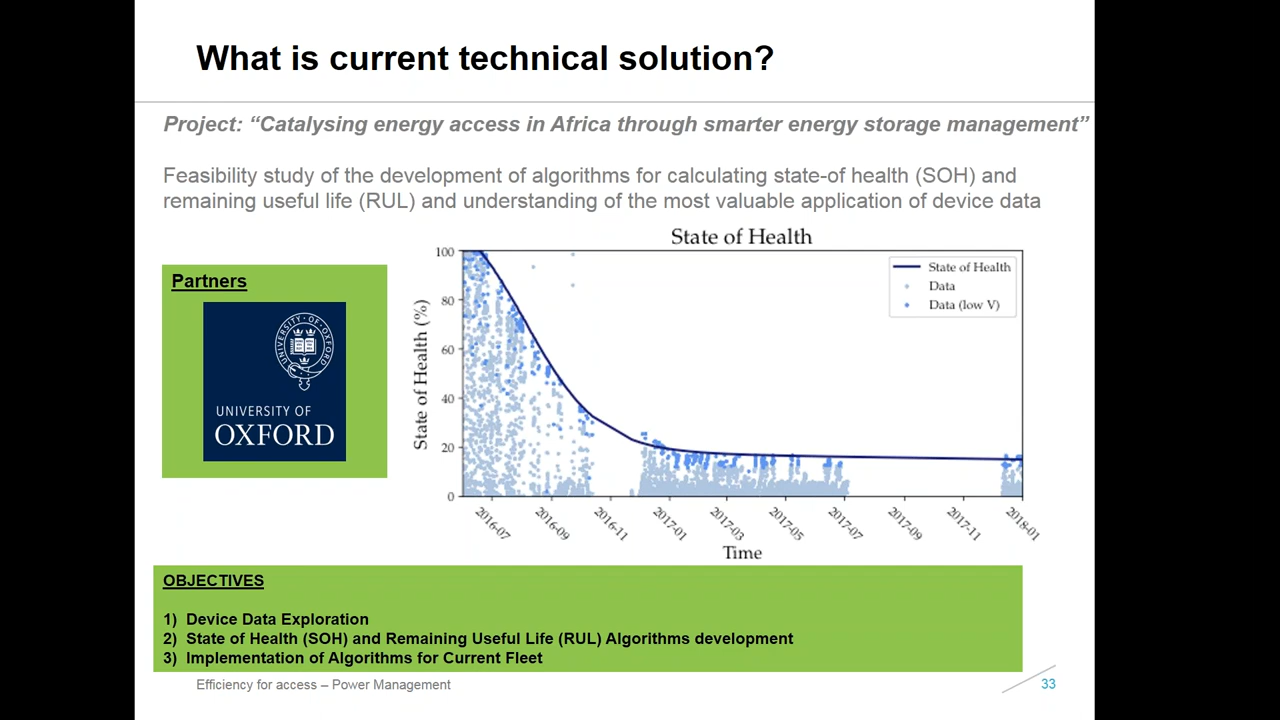 What is current technical solution?
Project: “Catalysing energy access in Africa through smarter energy storage management”
Feasibility study of the development of algorithms for calculating state-of health (SOH) and
remaining useful life (RUL) and understanding of the most valuable application of device data
Partners
UNIVERSITY OF
OXFORD
State of Health
State of Health
Data
Data (low V)
State of Health (%)
100
80
60
40
20
0
2016-07
2016-09
2016-11
2017-01
2017-03
2017-05
2017-07
2017-09
2017-11
2018-01
Time
OBJECTIVES
1) Device Data Exploration
2) State of Health (SOH) and Remaining Useful Life (RUL) Algorithms development
3) Implementation of Algorithms for Current Fleet
Efficiency for access – Power Management
33